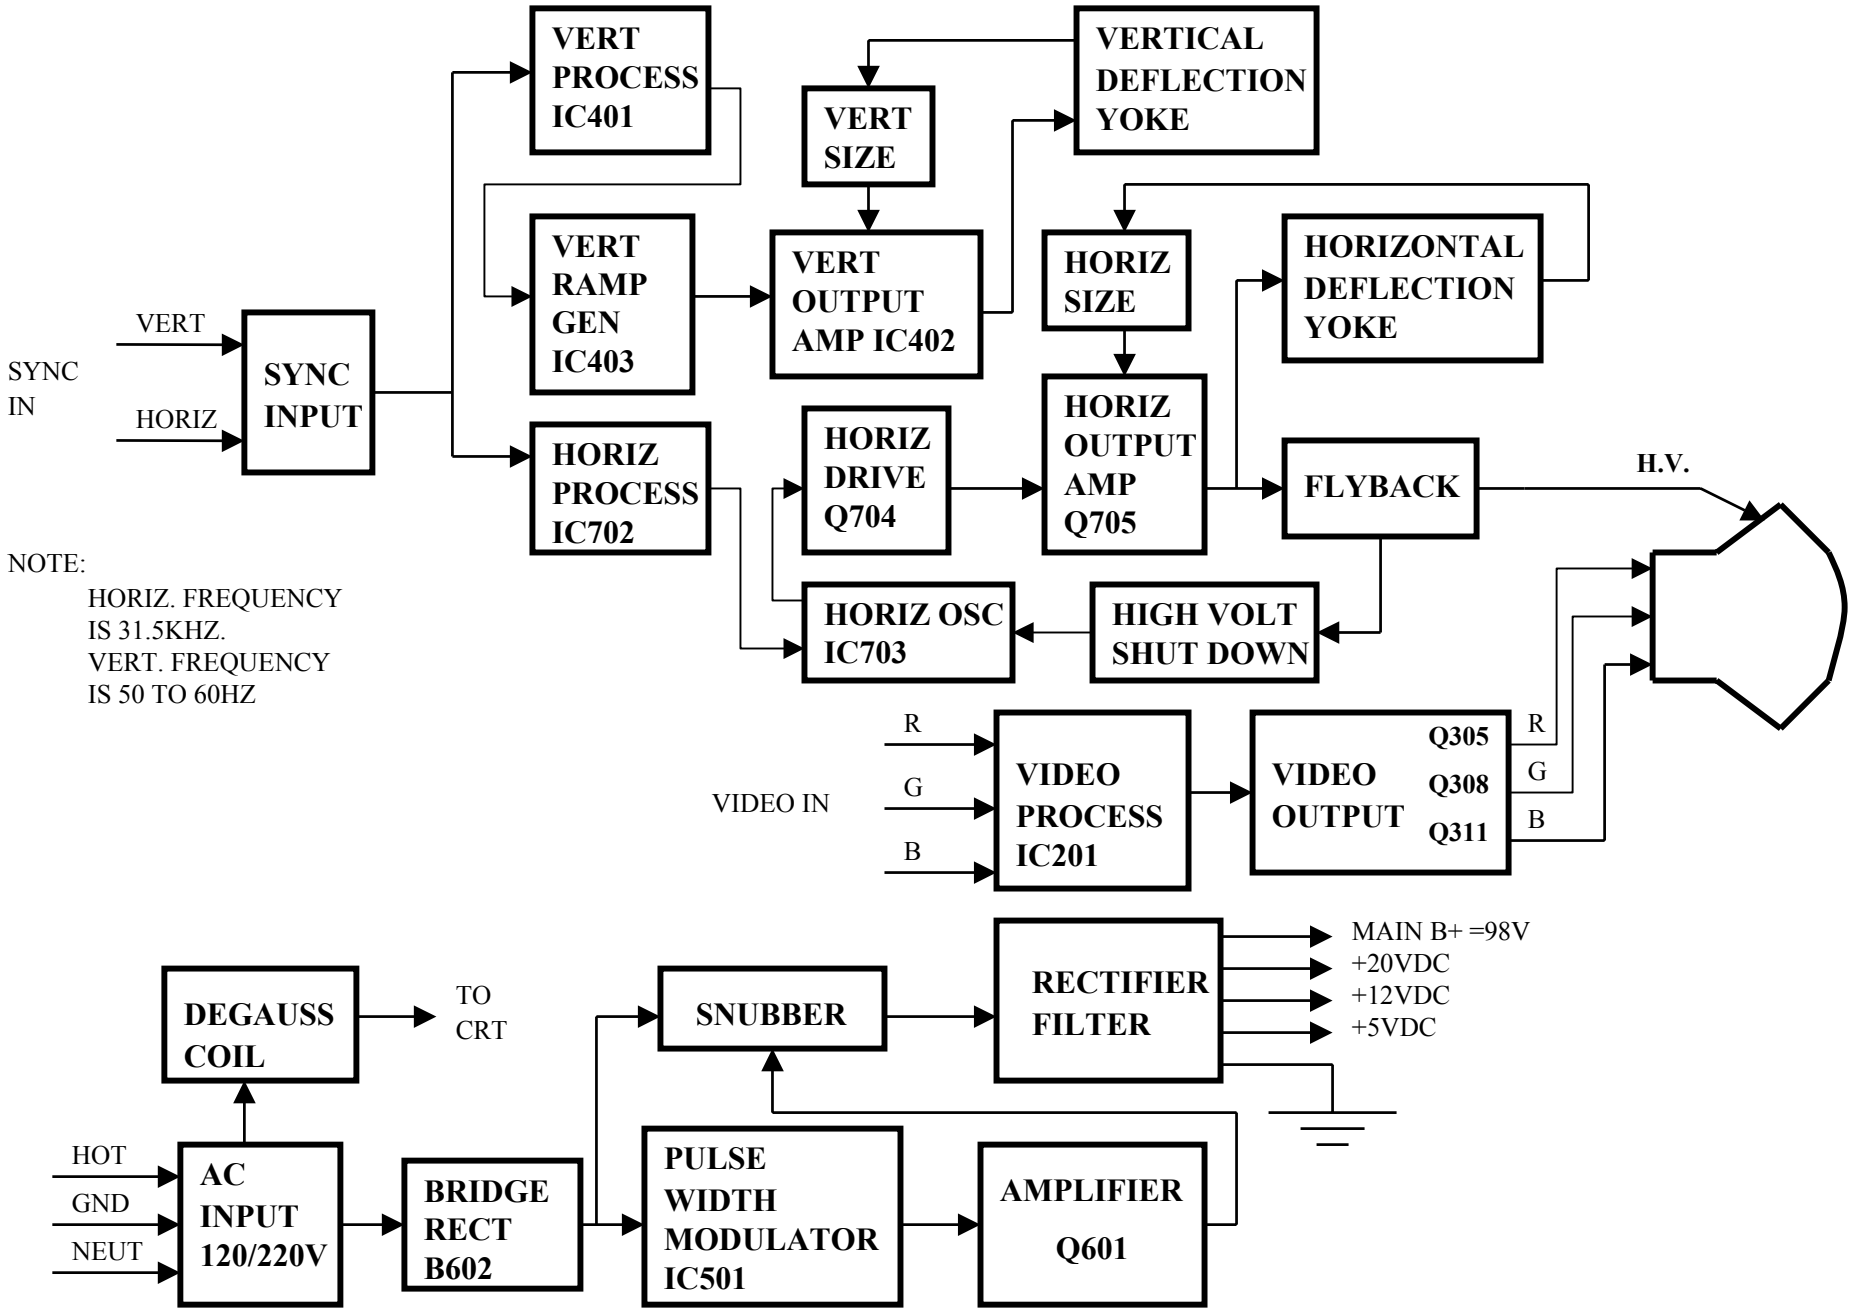 VERT
PROCESS
IC401
VERTICAL
DEFLECTION
YOKE
VERT
SIZE
VERT
RAMP
GEN
IC403
VERT
OUTPUT
AMP IC402
HORIZ
SIZE
HORIZONTAL
DEFLECTION
YOKE
SYNC
IN
VERT
HORIZ
SYNC
INPUT
HORIZ
PROCESS
IC702
HORIZ
DRIVE
Q704
HORIZ
OUTPUT
AMP
Q705
FLYBACK
H.V.
NOTE:
HORIZ. FREQUENCY
IS 31.5KHZ.
VERT. FREQUENCY
IS 50 TO 60HZ
HORIZ OSC
IC703
HIGH VOLT
SHUT DOWN
VIDEO IN
R
G
B
VIDEO
PROCESS
IC201
VIDEO
OUTPUT
Q305
Q308
Q311
R
G
B
DEGAUSS
COIL
TO
CRT
SNUBBER
RECTIFIER
FILTER
MAIN B+ =98V
+20VDC
+12VDC
+5VDC
HOT
GND
NEUT
AC
INPUT
120/220V
BRIDGE
RECT
B602
PULSE
WIDTH
MODULATOR
IC501
AMPLIFIER
Q601